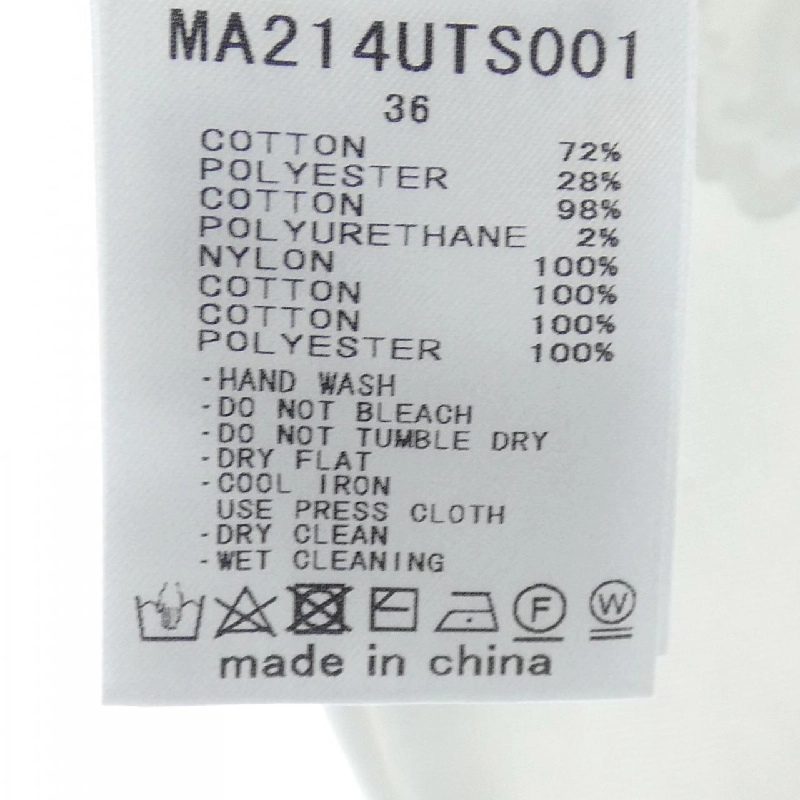 MA214UTS001
36
COTTON 72%
POLYESTER 28%
COTTON 98%
POLYURETHANE 2%
NYLON 100%
COTTON 100%
COTTON 100%
POLYESTER 100%
-HAND WASH
-DO NOT BLEACH
-DO NOT TUMBLE DRY
-DRY FLAT
-COOL IRON
USE PRESS CLOTH
-DRY CLEAN
-WET CLEANING
F W
made in china